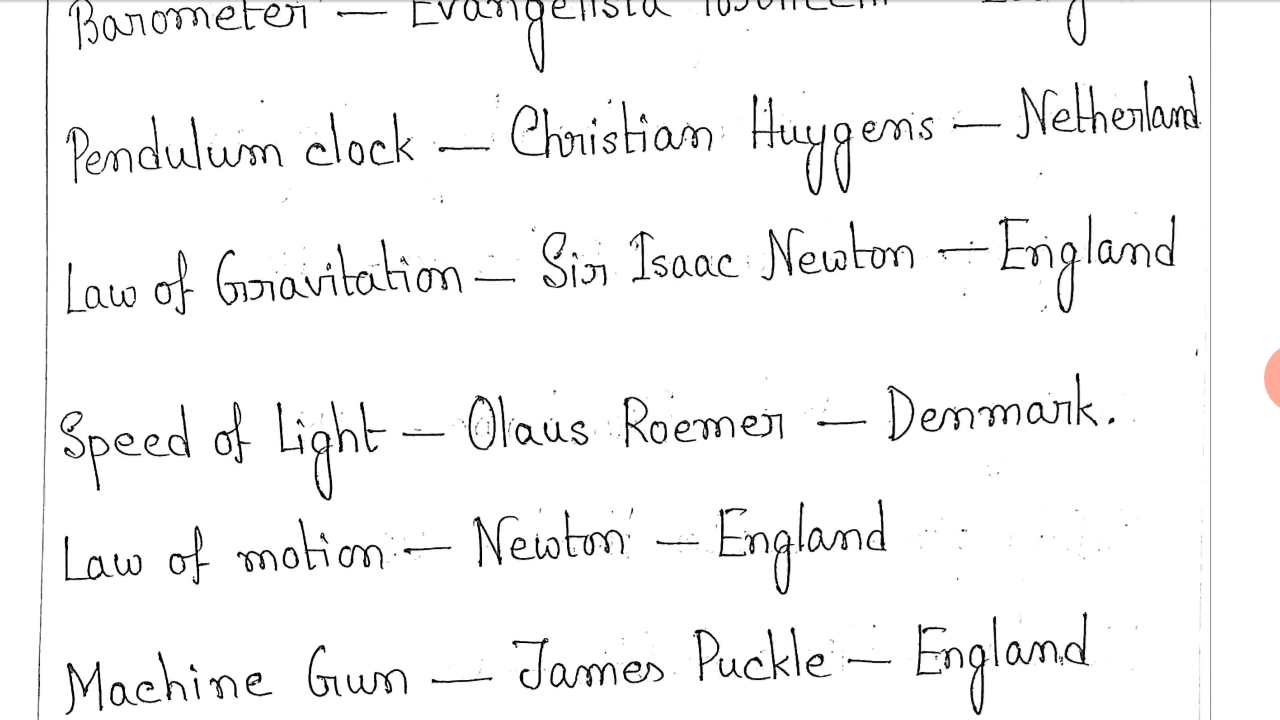 Barometer — Evangelista
Pendulum clock — Christian Huygens — Netherland
Law of Gravitation — Sir Isaac Newton — England
Speed of Light — Olaus Roemer — Denmark.
Law of motion — Newton — England
Machine Gun — James Puckle — England